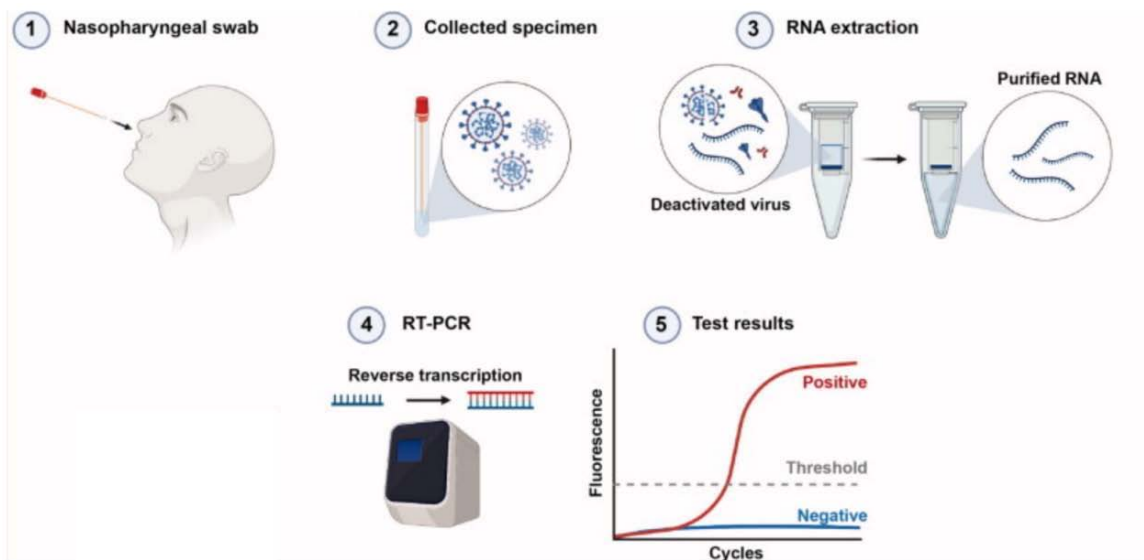 1 Nasopharyngeal swab
2 Collected specimen
3 RNA extraction
Purified RNA
Deactivated virus
4 RT-PCR
Reverse transcription
5 Test results
Positive
Threshold
Negative
Fluorescence
Cycles